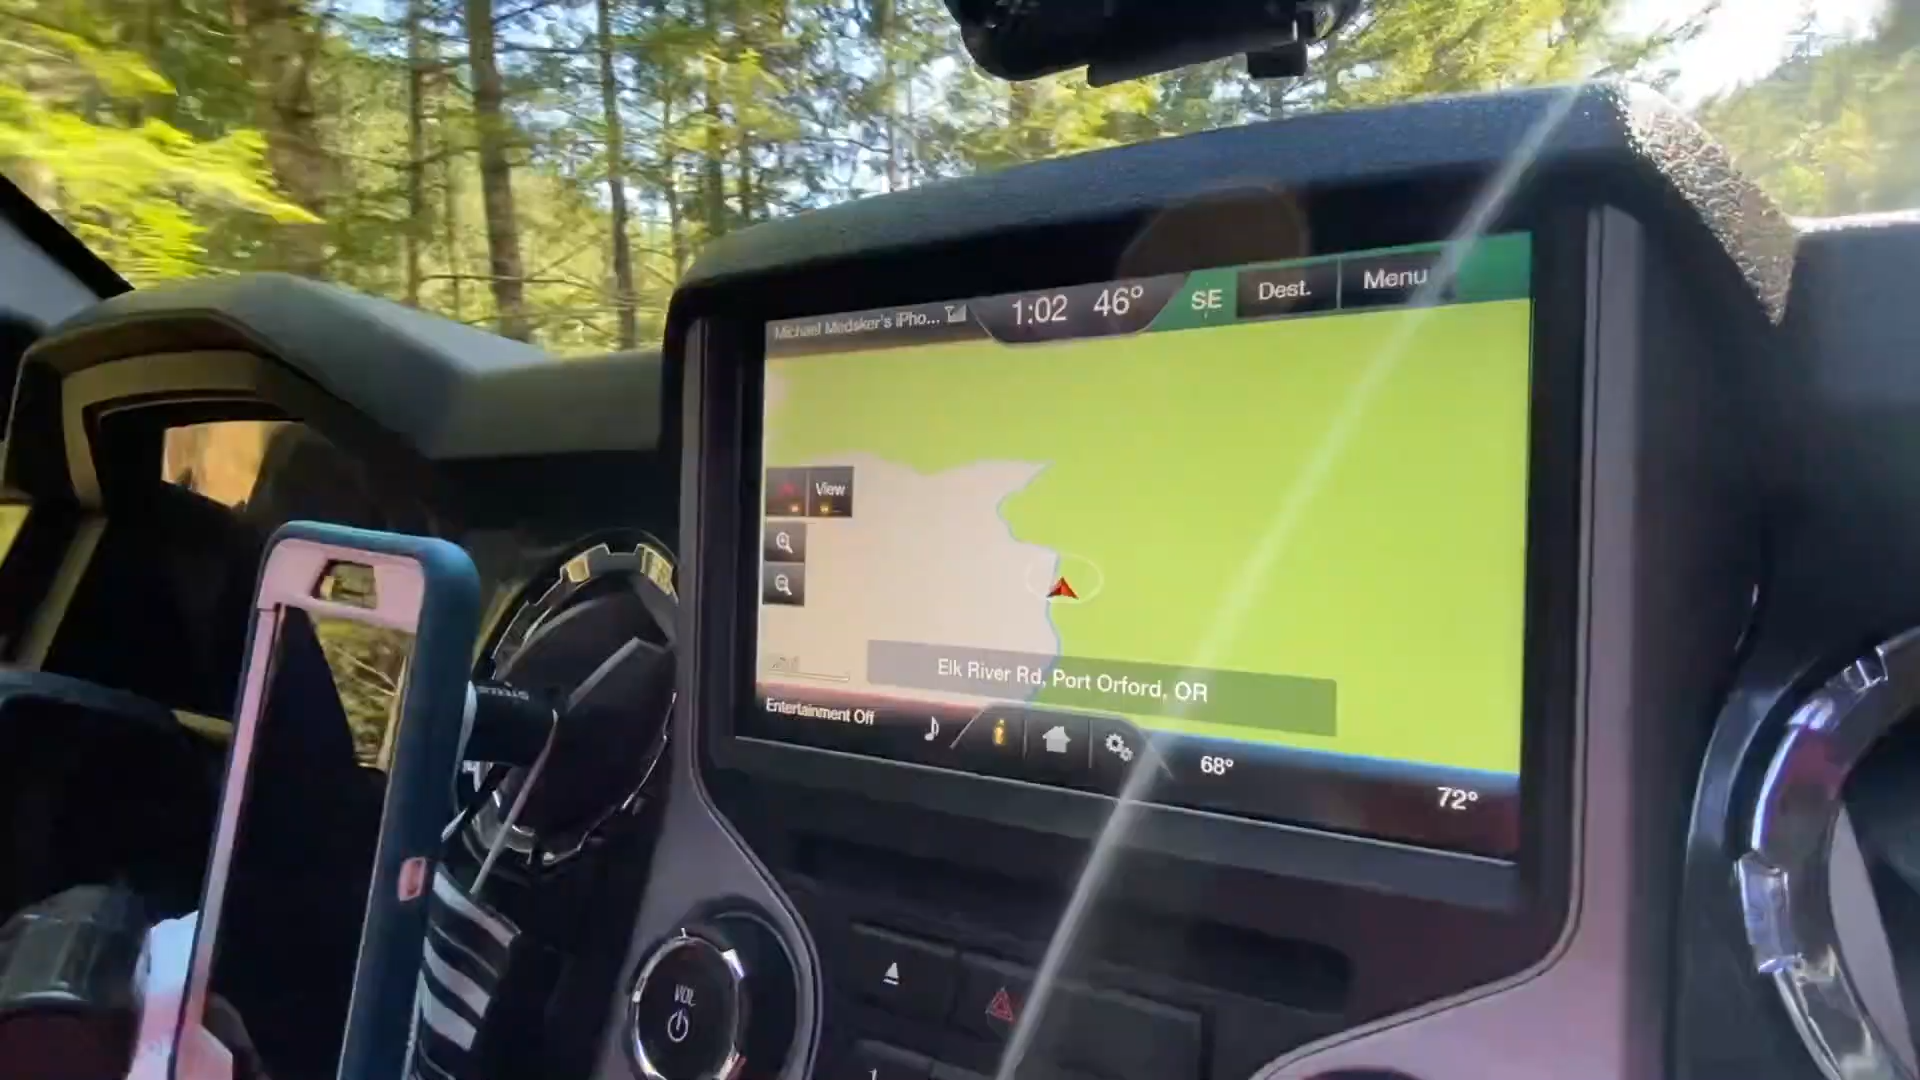 Michael Medsker's iPho...
1:02 46°
SE
Dest.
Menu
View
Elk River Rd, Port Orford, OR
Entertainment Off
68°
72°
VOL